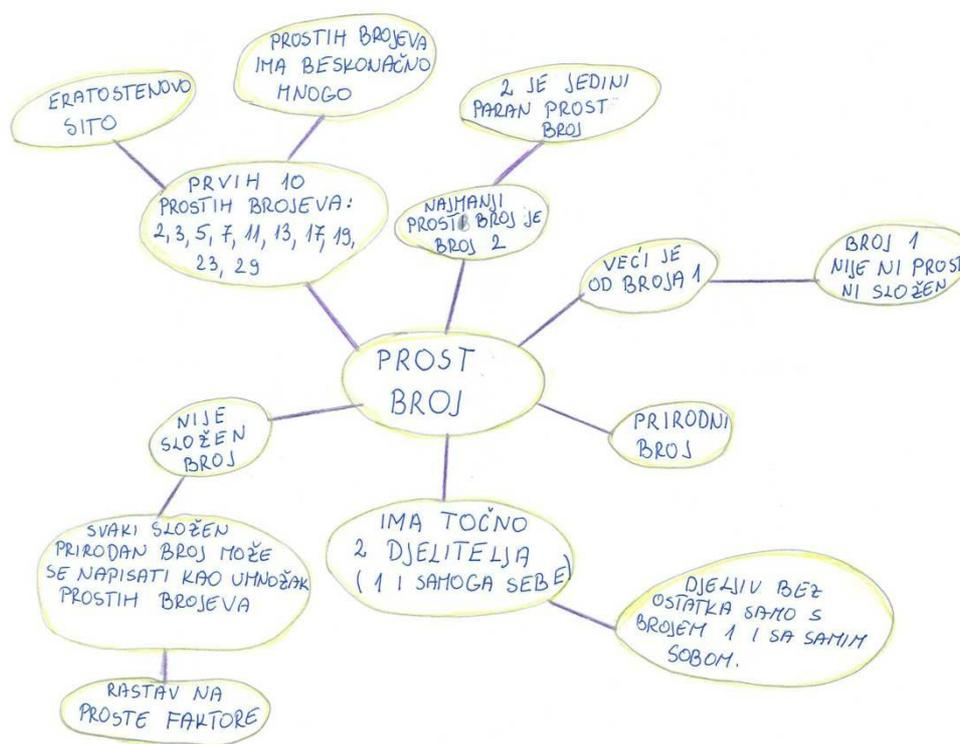 ERATOSTENOVO
SITO
PROSTIH BROJEVA
IMA BESKONAČNO
MNOGO
2 JE JEDINI
PARAN PROST
BROJ
PRVIH 10
PROSTIH BROJEVA:
2, 3, 5, 7, 11, 13, 17, 19,
23, 29
NAJMANJI
PROST BROJ JE
BROJ 2
VEĆI JE
OD BROJA 1
BROJ 1
NIJE NI PROST
NI SLOŽEN
PROST
BROJ
NIJE
SLOŽEN
BROJ
PRIRODNI
BROJ
SVAKI SLOŽEN
PRIRODAN BROJ MOŽE
SE NAPISATI KAO UMNOŽAK
PROSTIH BROJEVA
IMA TOČNO
2 DJELITELJA
(1 I SAMOGA SEBE)
DJELJIV BEZ
OSTATKA SAMO S
BROJEM 1 I SA SAMIM
SOBOM.
RASTAV NA
PROSTE FAKTORE